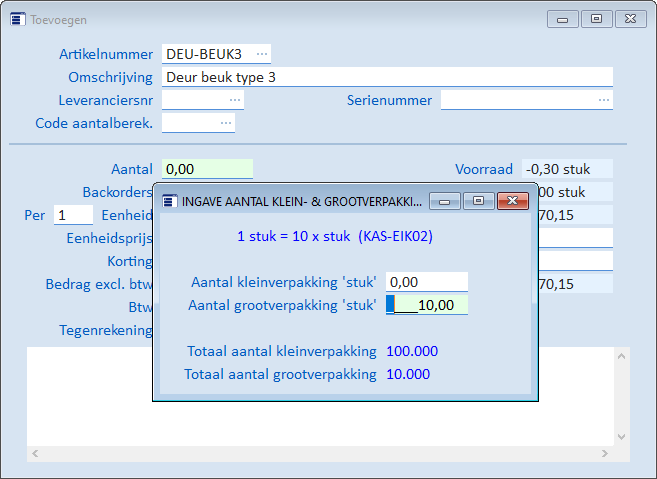 Toevoegen
Artikelnummer DEU-BEUK3 ...
Omschrijving Deur beuk type 3
Leveranciersnr ... Serienummer ...
Code aantalberek. ...
Aantal 0,00 Voorraad -0,30 stuk
Backorders 00 stuk
Per 1 Eenheid 70,15
Eenheidsprijs
Korting
Bedrag excl. btw 70,15
Btw
Tegenrekening
INGAVE AANTAL KLEIN- & GROOTVERPAKKI...
1 stuk = 10 x stuk (KAS-EIK02)
Aantal kleinverpakking 'stuk' 0,00
Aantal grootverpakking 'stuk' ___10,00
Totaal aantal kleinverpakking 100.000
Totaal aantal grootverpakking 10.000